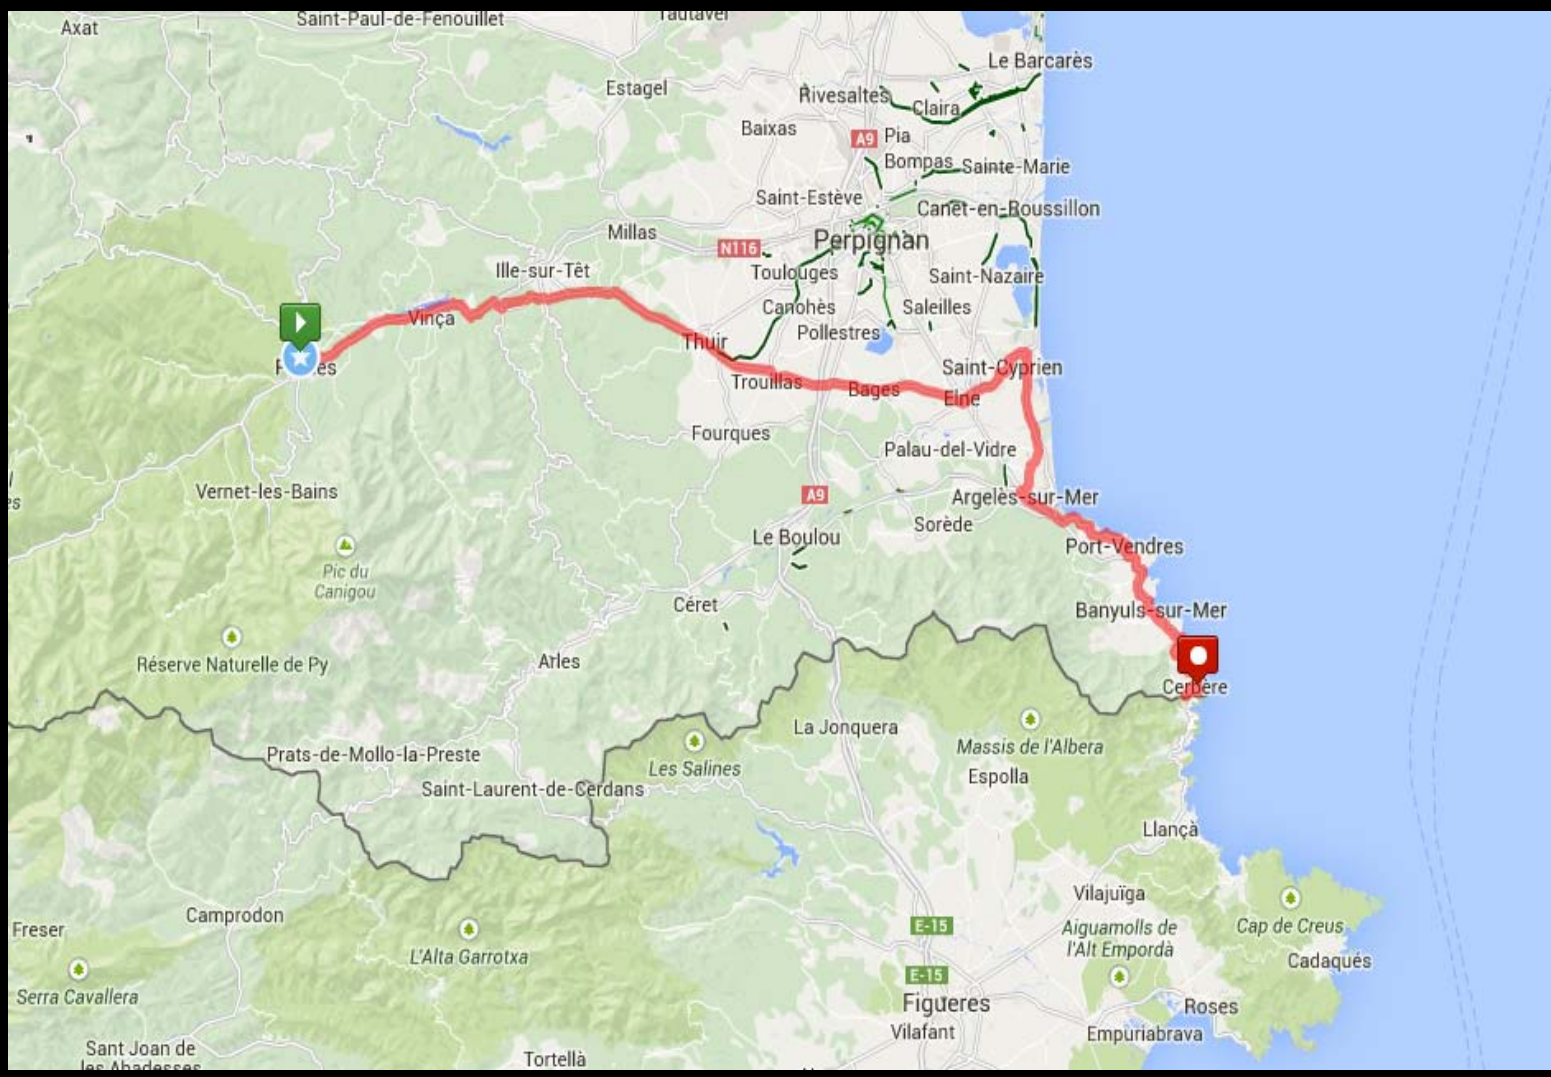 Axat
Saint-Paul-de-Fenouillet
Tautavel
Estagel
Le Barcarès
Rivesaltes
Claira
Baixas
A9
Pia
Bompas
Sainte-Marie
Saint-Estève
Canet-en-Roussillon
Millas
N116
Perpignan
Ille-sur-Têt
Toulouges
Saint-Nazaire
Canohès
Saleilles
Vinça
Pollestres
Thuir
Saint-Cyprien
Trouillas
Bages
Elne
Fourques
Palau-del-Vidre
Vernet-les-Bains
A9
Argelès-sur-Mer
Sorède
Le Boulou
Port-Vendres
Pic du
Canigou
Céret
Banyuls-sur-Mer
Réserve Naturelle de Py
Arles
Cerbère
La Jonquera
Massis de l'Albera
Prats-de-Mollo-la-Preste
Les Salines
Espolla
Saint-Laurent-de-Cerdans
Llançà
Vilajuïga
Camprodon
Freser
E-15
Aiguamolls de
l'Alt Empordà
Cap de Creus
L'Alta Garrotxa
Cadaqués
E-15
Serra Cavallera
Figueres
Roses
Vilafant
Empuriabrava
Sant Joan de
les Abadesses
Tortellà